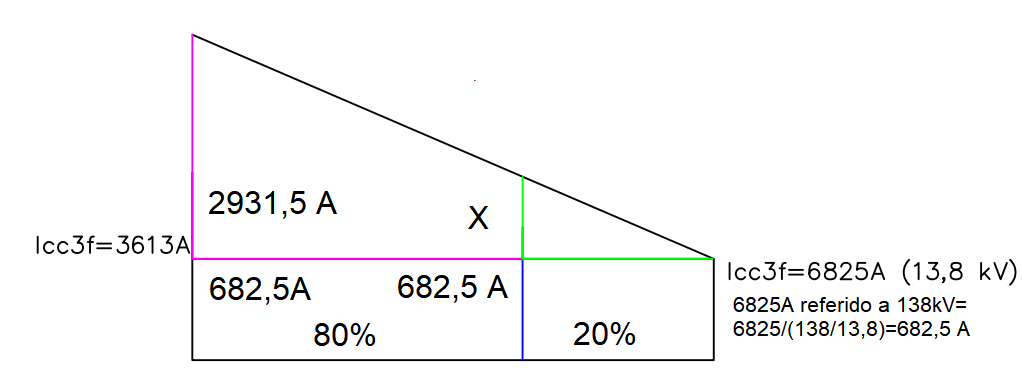 2931,5 A
X
Icc3f=3613A
682,5A
682,5 A
Icc3f=6825A (13,8 kV)
6825A referido a 138kV=
6825/(138/13,8)=682,5 A
80%
20%